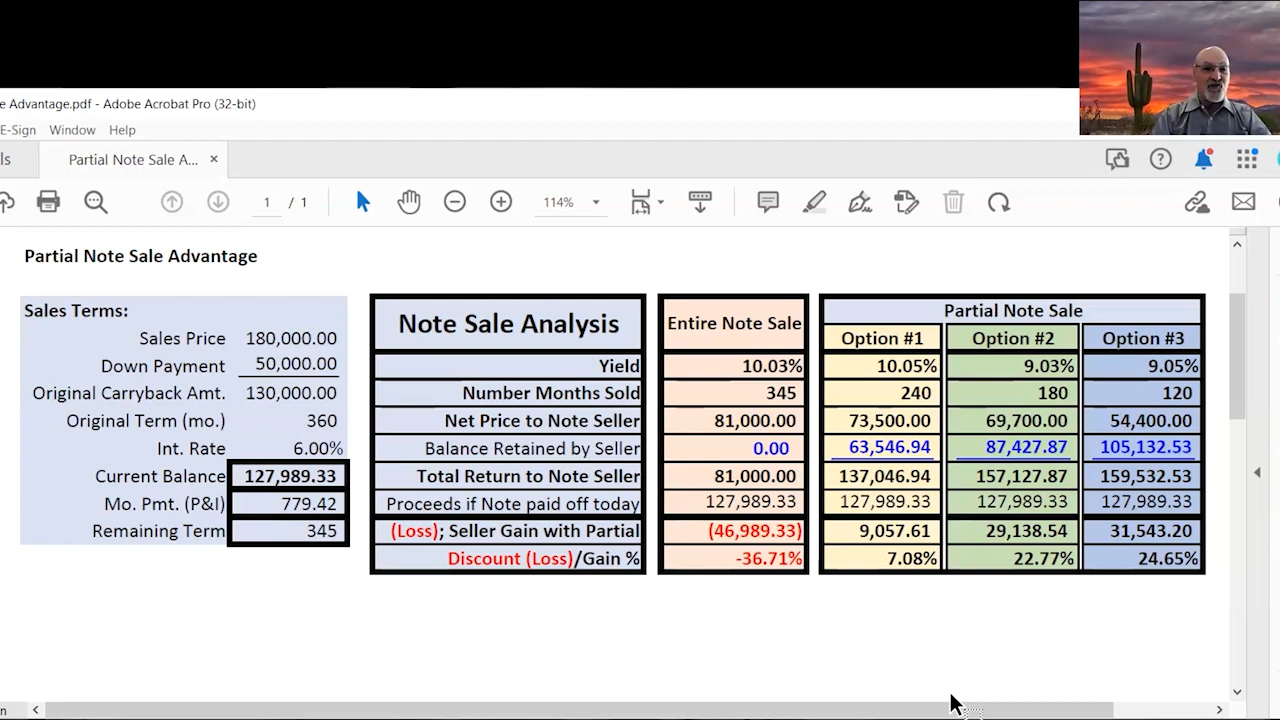 e Advantage.pdf - Adobe Acrobat Pro (32-bit)
E-Sign Window Help
ls Partial Note Sale A... ×
1 / 1 114%
Partial Note Sale Advantage
Sales Terms:
Sales Price 180,000.00
Down Payment 50,000.00
Original Carryback Amt. 130,000.00
Original Term (mo.) 360
Int. Rate 6.00%
Current Balance 127,989.33
Mo. Pmt. (P&I) 779.42
Remaining Term 345
Note Sale Analysis Entire Note Sale Partial Note Sale
Option #1 Option #2 Option #3
Yield 10.03% 10.05% 9.03% 9.05%
Number Months Sold 345 240 180 120
Net Price to Note Seller 81,000.00 73,500.00 69,700.00 54,400.00
Balance Retained by Seller 0.00 63,546.94 87,427.87 105,132.53
Total Return to Note Seller 81,000.00 137,046.94 157,127.87 159,532.53
Proceeds if Note paid off today 127,989.33 127,989.33 127,989.33 127,989.33
(Loss); Seller Gain with Partial (46,989.33) 9,057.61 29,138.54 31,543.20
Discount (Loss)/Gain % -36.71% 7.08% 22.77% 24.65%
n